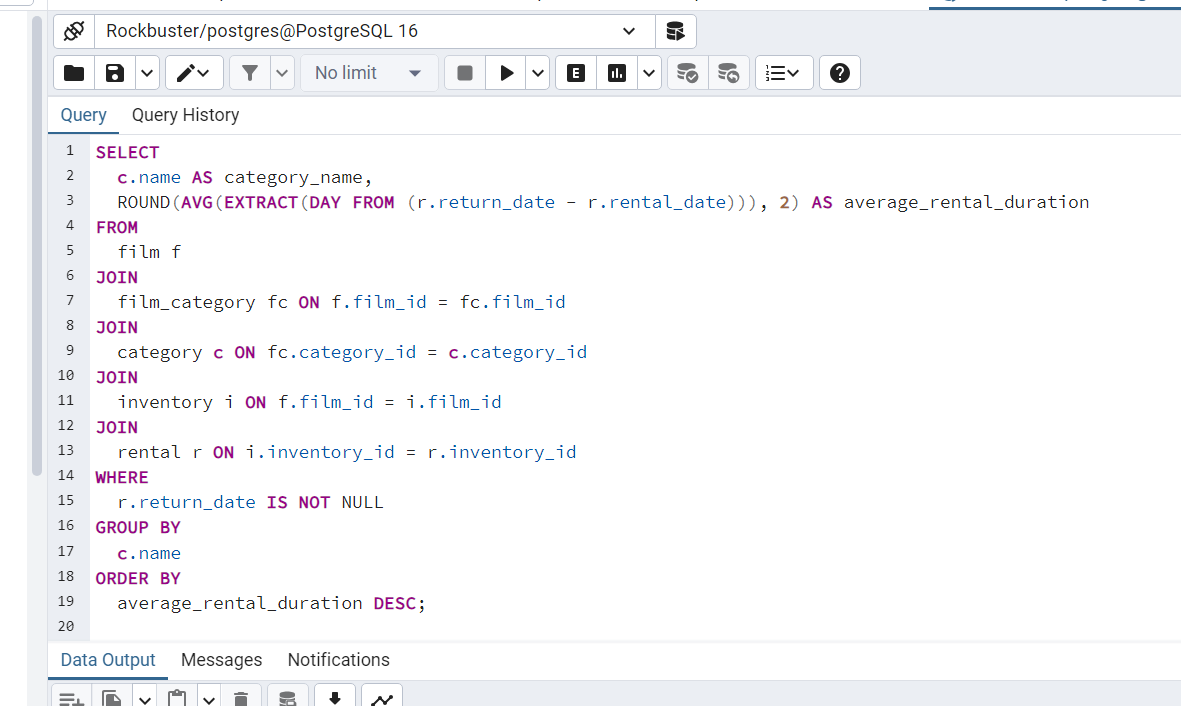 Rockbuster/postgres@PostgreSQL 16
No limit
E
Query Query History
1 SELECT
2 c.name AS category_name,
3 ROUND(AVG(EXTRACT(DAY FROM (r.return_date - r.rental_date))), 2) AS average_rental_duration
4 FROM
5 film f
6 JOIN
7 film_category fc ON f.film_id = fc.film_id
8 JOIN
9 category c ON fc.category_id = c.category_id
10 JOIN
11 inventory i ON f.film_id = i.film_id
12 JOIN
13 rental r ON i.inventory_id = r.inventory_id
14 WHERE
15 r.return_date IS NOT NULL
16 GROUP BY
17 c.name
18 ORDER BY
19 average_rental_duration DESC;
20
Data Output Messages Notifications